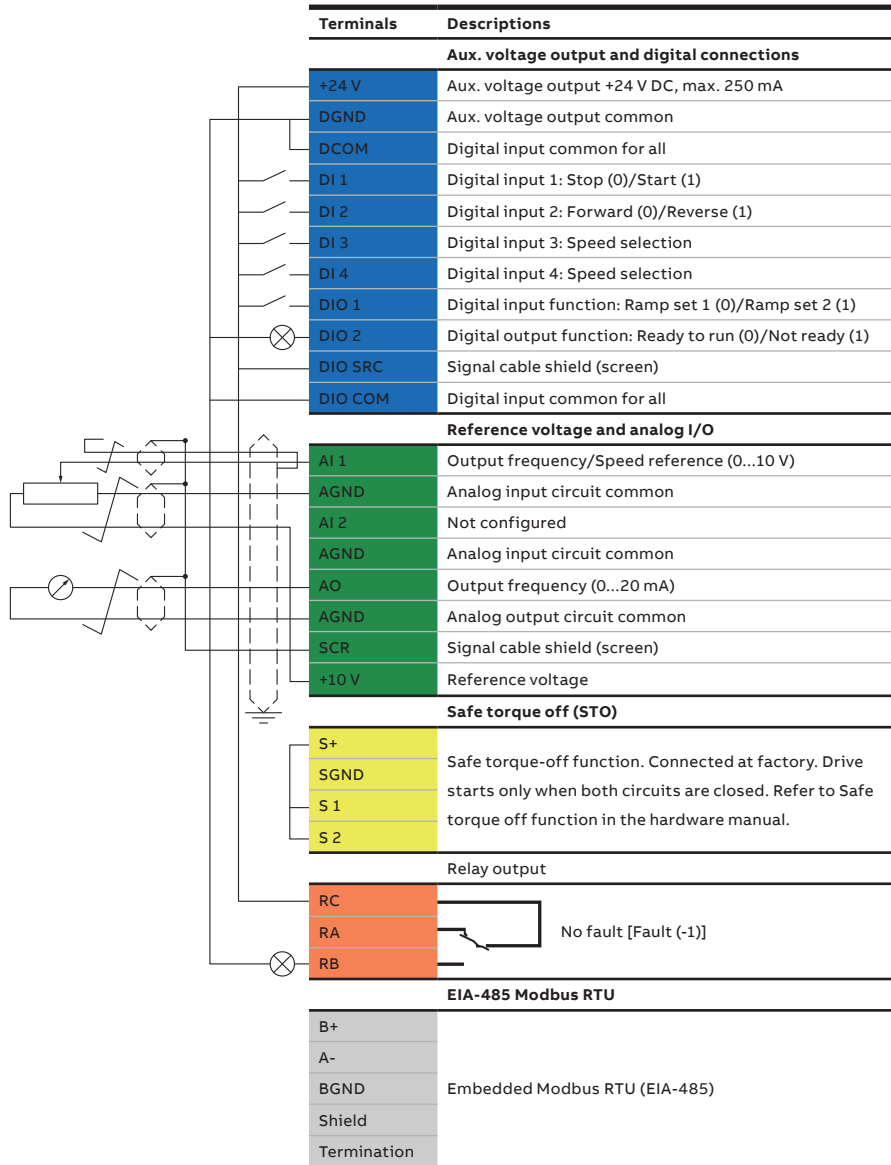 Terminals Descriptions
Aux. voltage output and digital connections
+24 V Aux. voltage output +24 V DC, max. 250 mA
DGND Aux. voltage output common
DCOM Digital input common for all
DI 1 Digital input 1: Stop (0)/Start (1)
DI 2 Digital input 2: Forward (0)/Reverse (1)
DI 3 Digital input 3: Speed selection
DI 4 Digital input 4: Speed selection
DIO 1 Digital input function: Ramp set 1 (0)/Ramp set 2 (1)
DIO 2 Digital output function: Ready to run (0)/Not ready (1)
DIO SRC Signal cable shield (screen)
DIO COM Digital input common for all
Reference voltage and analog I/O
AI 1 Output frequency/Speed reference (0...10 V)
AGND Analog input circuit common
AI 2 Not configured
AGND Analog input circuit common
AO Output frequency (0...20 mA)
AGND Analog output circuit common
SCR Signal cable shield (screen)
+10 V Reference voltage
Safe torque off (STO)
S+
SGND
S 1
S 2
Safe torque-off function. Connected at factory. Drive
starts only when both circuits are closed. Refer to Safe
torque off function in the hardware manual.
Relay output
RC
RA No fault [Fault (-1)]
RB
EIA-485 Modbus RTU
B+
A-
BGND Embedded Modbus RTU (EIA-485)
Shield
Termination